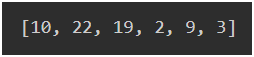 [10, 22, 19, 2, 9, 3]